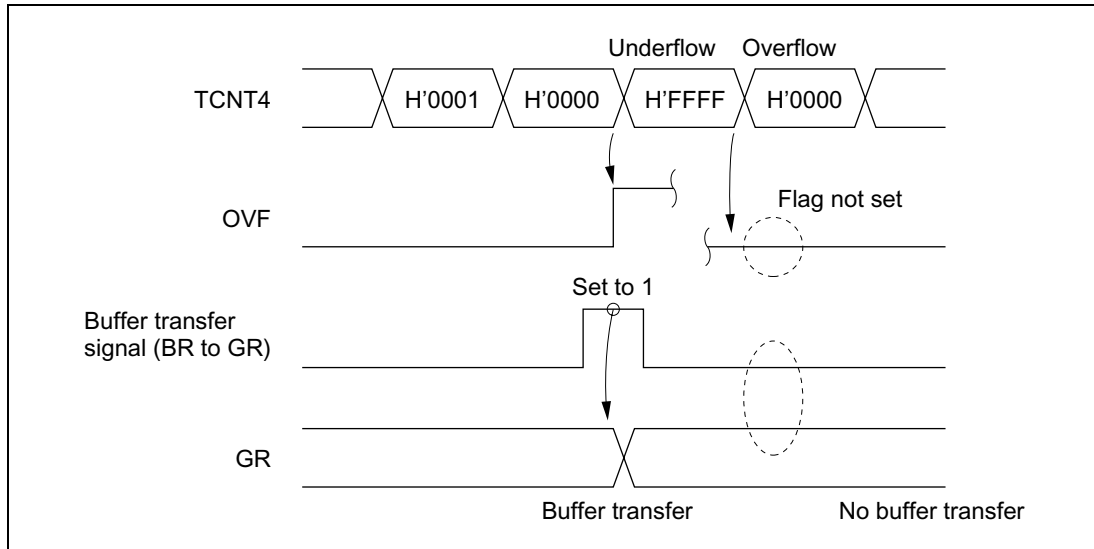 Underflow Overflow
TCNT4 H'0001 H'0000 H'FFFF H'0000
OVF Flag not set
Set to 1
Buffer transfer
signal (BR to GR)
GR
Buffer transfer No buffer transfer